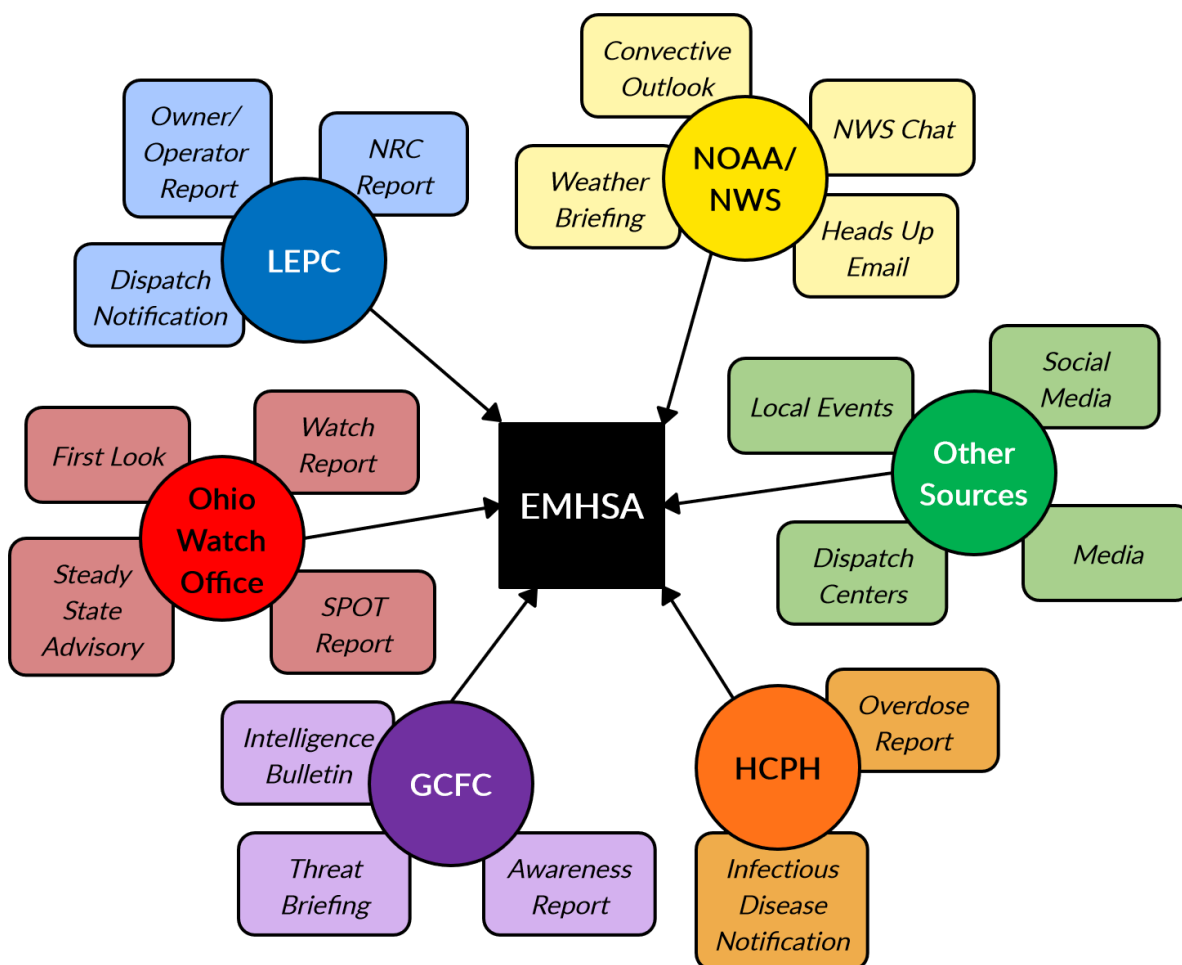 Convective
Outlook
NWS Chat
NOAA/
NWS
Weather
Briefing
Heads Up
Email
Owner/
Operator
Report
NRC
Report
LEPC
Dispatch
Notification
Social
Media
Local Events
Other
Sources
Dispatch
Centers
Media
First Look
Watch
Report
Ohio
Watch
Office
Steady
State
Advisory
SPOT
Report
EMHSA
Intelligence
Bulletin
GCFC
Threat
Briefing
Awareness
Report
Overdose
Report
HCPH
Infectious
Disease
Notification